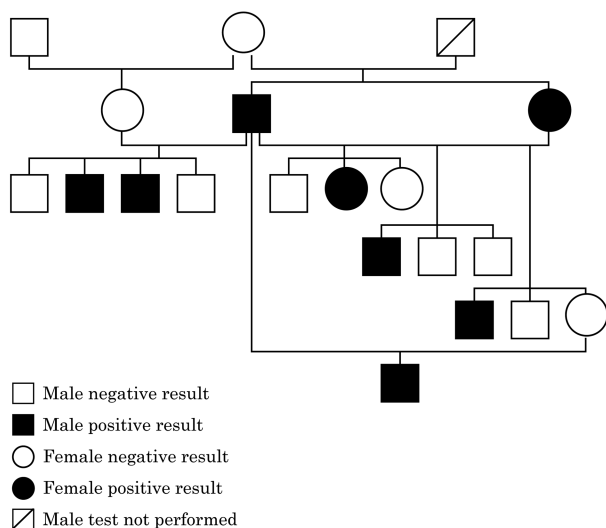 Male negative result
Male positive result
Female negative result
Female positive result
Male test not performed